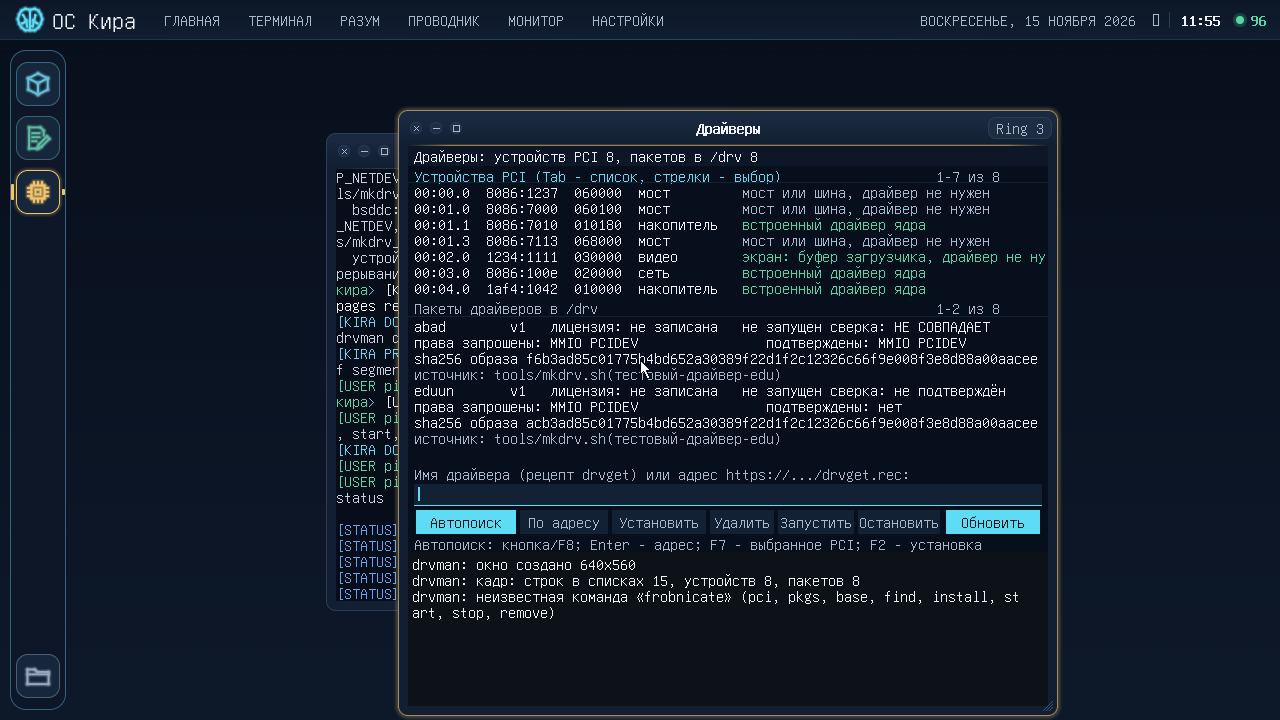 ОС Кира ГЛАВНАЯ ТЕРМИНАЛ РАЗУМ ПРОВОДНИК МОНИТОР НАСТРОЙКИ ВОСКРЕСЕНЬЕ, 15 НОЯБРЯ 2026 11:55 96
P_NETDEV
ls/mkdrv
bsddc:
_NETDEV,
s/mkdrv_
устрой
рерывани
кира> [K
pages re
[KIRA DO
drvman c
[KIRA PR
f segmen
[USER pi
кира> [U
[USER pi
, start,
[KIRA DO
[USER pi
[USER pi
status
[STATUS]
[STATUS]
[STATUS]
[STATUS]
[STATUS]
Драйверы Ring 3
Драйверы: устройств PCI 8, пакетов в /drv 8
Устройства PCI (Tab - список, стрелки - выбор) 1-7 из 8
00:00.0 8086:1237 060000 мост мост или шина, драйвер не нужен
00:01.0 8086:7000 060100 мост мост или шина, драйвер не нужен
00:01.1 8086:7010 010180 накопитель встроенный драйвер ядра
00:01.3 8086:7113 068000 мост мост или шина, драйвер не нужен
00:02.0 1234:1111 030000 видео экран: буфер загрузчика, драйвер не ну
00:03.0 8086:100e 020000 сеть встроенный драйвер ядра
00:04.0 1af4:1042 010000 накопитель встроенный драйвер ядра
Пакеты драйверов в /drv 1-2 из 8
abad v1 лицензия: не записана не запущен сверка: НЕ СОВПАДАЕТ
права запрошены: MMIO PCIDEV подтверждены: MMIO PCIDEV
sha256 образа f6b3ad85c01775b4bd652a30389f22d1f2c12326c66f9e008f3e8d88a00aacee
источник: tools/mkdrv.sh(тестовый-драйвер-edu)
eduun v1 лицензия: не записана не запущен сверка: не подтверждён
права запрошены: MMIO PCIDEV подтверждены: нет
sha256 образа acb3ad85c01775b4bd652a30389f22d1f2c12326c66f9e008f3e8d88a00aacee
источник: tools/mkdrv.sh(тестовый-драйвер-edu)
Имя драйвера (рецепт drvget) или адрес https://.../drvget.rec:
Автопоиск По адресу Установить Удалить Запустить Остановить Обновить
Автопоиск: кнопка/F8; Enter - адрес; F7 - выбранное PCI; F2 - установка
drvman: окно создано 640x560
drvman: кадр: строк в списках 15, устройств 8, пакетов 8
drvman: неизвестная команда «frobnicate» (pci, pkgs, base, find, install, st
art, stop, remove)